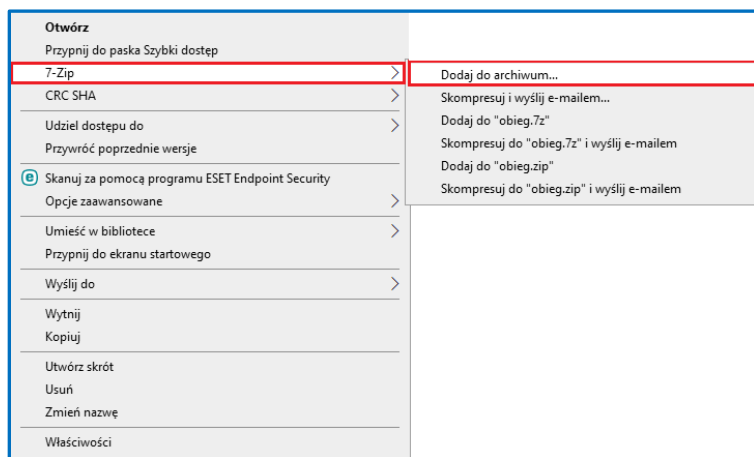 Otwórz
Przypnij do paska Szybki dostęp
7-Zip
CRC SHA
Udziel dostępu do
Przywróć poprzednie wersje
Skanuj za pomocą programu ESET Endpoint Security
Opcje zaawansowane
Umieść w bibliotece
Przypnij do ekranu startowego
Wyślij do
Wytnij
Kopiuj
Utwórz skrót
Usuń
Zmień nazwę
Właściwości
Dodaj do archiwum...
Skompresuj i wyślij e-mailem...
Dodaj do "obieg.7z"
Skompresuj do "obieg.7z" i wyślij e-mailem
Dodaj do "obieg.zip"
Skompresuj do "obieg.zip" i wyślij e-mailem